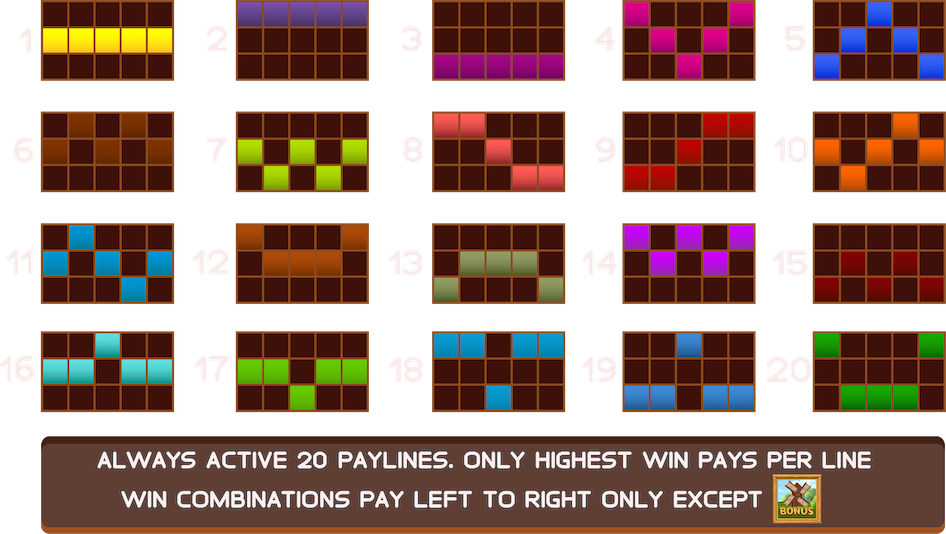 1 2 3 4 5
6 7 8 9 10
11 12 13 14 15
16 17 18 19 20
ALWAYS ACTIVE 20 PAYLINES. ONLY HIGHEST WIN PAYS PER LINE
WIN COMBINATIONS PAY LEFT TO RIGHT ONLY EXCEPT BONUS